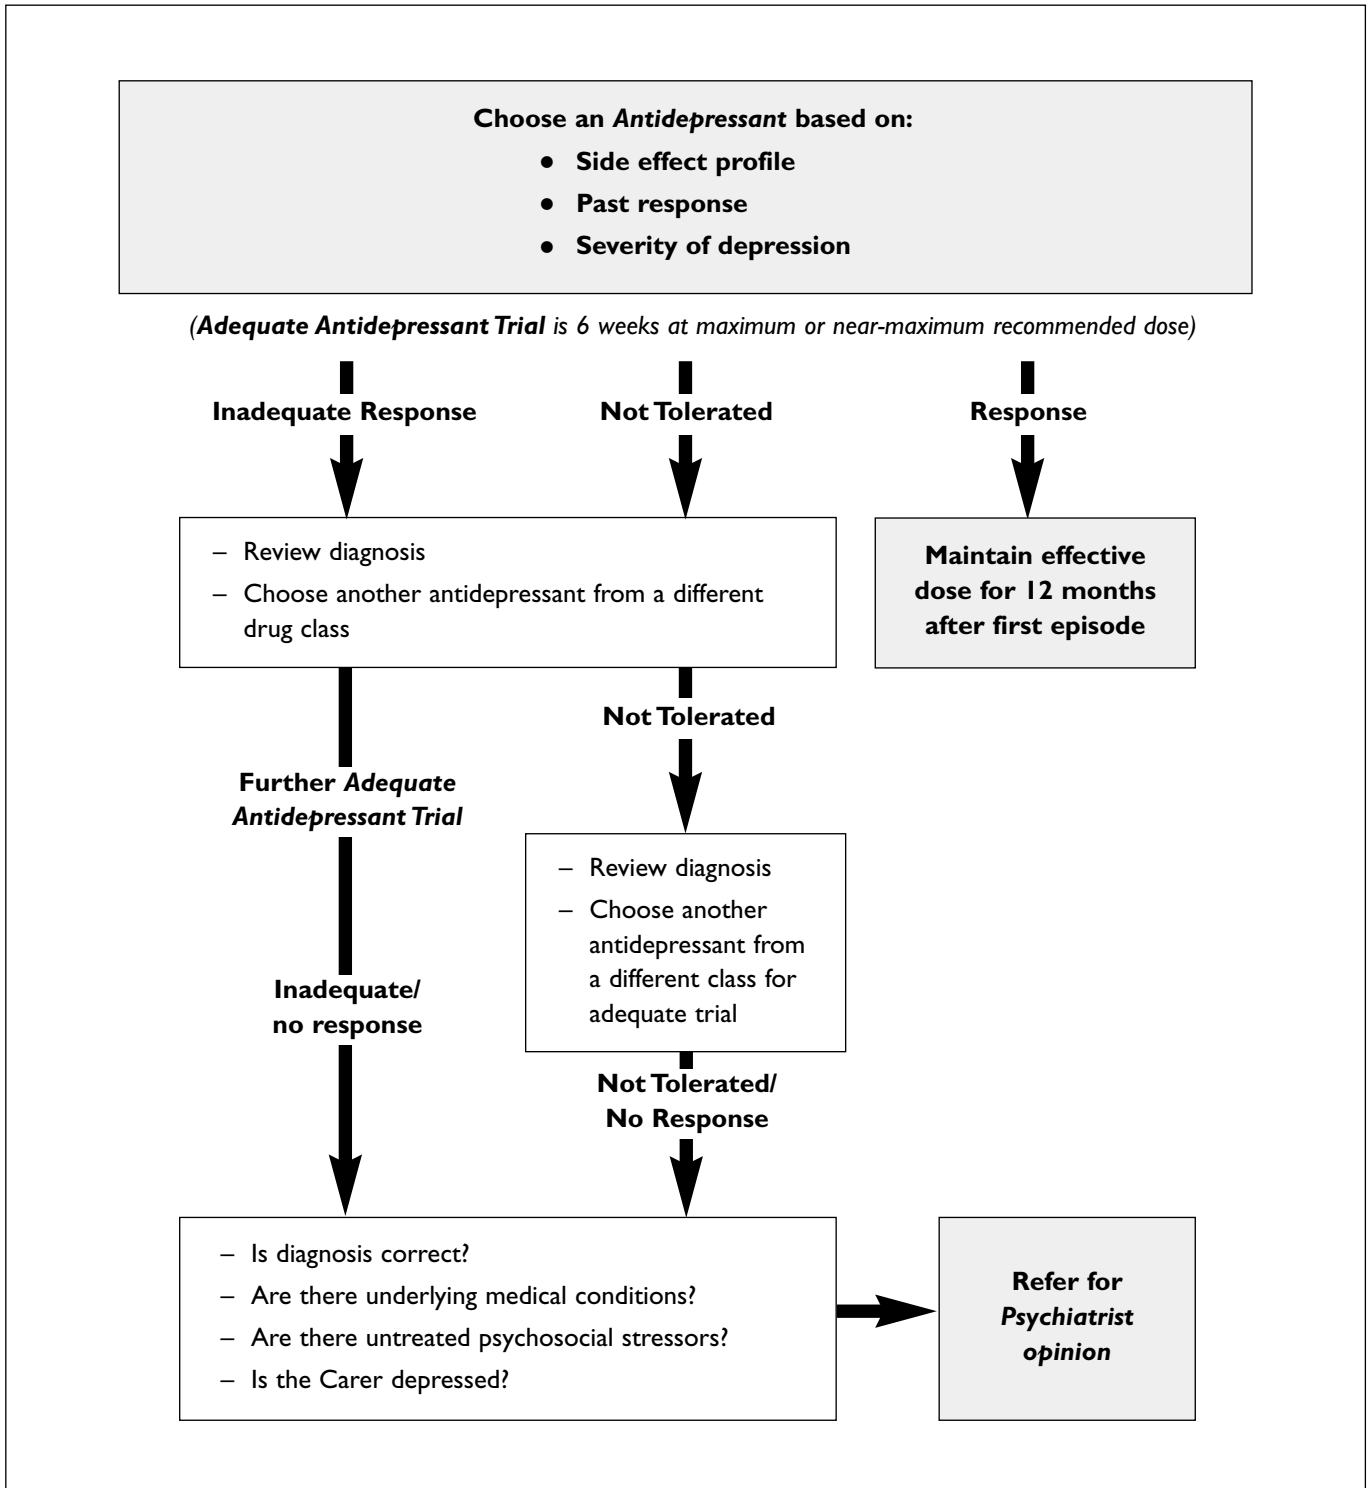 Choose an Antidepressant based on:
● Side effect profile
● Past response
● Severity of depression
(Adequate Antidepressant Trial is 6 weeks at maximum or near-maximum recommended dose)
Inadequate Response
Not Tolerated
Response
– Review diagnosis
– Choose another antidepressant from a different
drug class
Maintain effective
dose for 12 months
after first episode
Not Tolerated
Further Adequate
Antidepressant Trial
– Review diagnosis
– Choose another
antidepressant from
a different class for
adequate trial
Inadequate/
no response
Not Tolerated/
No Response
– Is diagnosis correct?
– Are there underlying medical conditions?
– Are there untreated psychosocial stressors?
– Is the Carer depressed?
Refer for
Psychiatrist
opinion